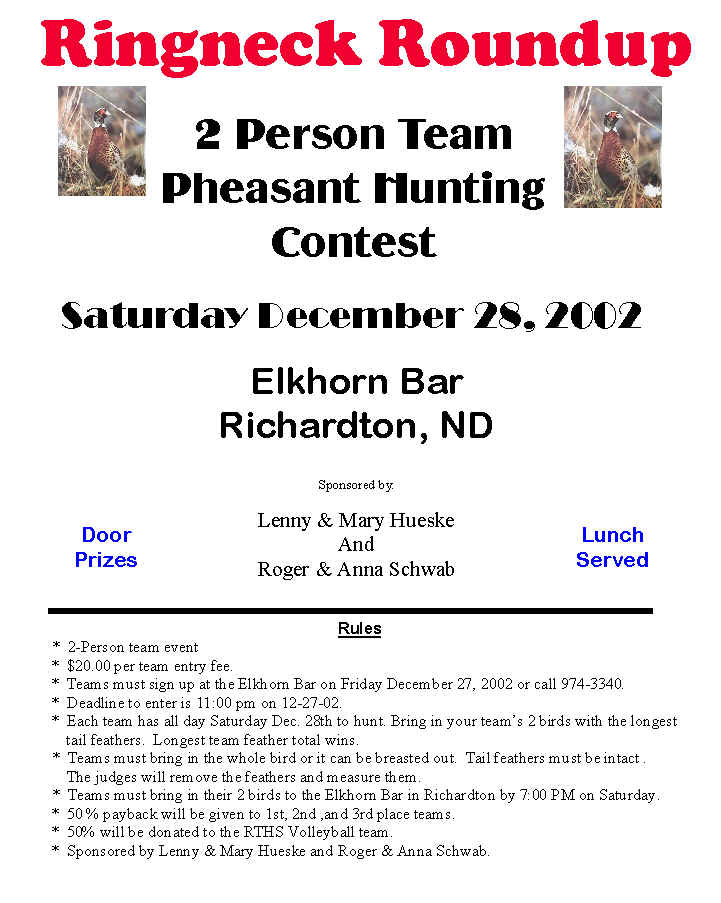 Ringneck Roundup
2 Person Team
Pheasant Hunting
Contest
Saturday December 28, 2002
Elkhorn Bar
Richardton, ND
Sponsored by:
Lenny & Mary Hueske
And
Roger & Anna Schwab
Door
Prizes
Lunch
Served
Rules
* 2-Person team event
* $20.00 per team entry fee.
* Teams must sign up at the Elkhorn Bar on Friday December 27, 2002 or call 974-3340.
* Deadline to enter is 11:00 pm on 12-27-02.
* Each team has all day Saturday Dec. 28th to hunt. Bring in your team's 2 birds with the longest
tail feathers. Longest team feather total wins.
* Teams must bring in the whole bird or it can be breasted out. Tail feathers must be intact .
The judges will remove the feathers and measure them.
* Teams must bring in their 2 birds to the Elkhorn Bar in Richardton by 7:00 PM on Saturday.
* 50 % payback will be given to 1st, 2nd ,and 3rd place teams.
* 50% will be donated to the RTHS Volleyball team.
* Sponsored by Lenny & Mary Hueske and Roger & Anna Schwab.